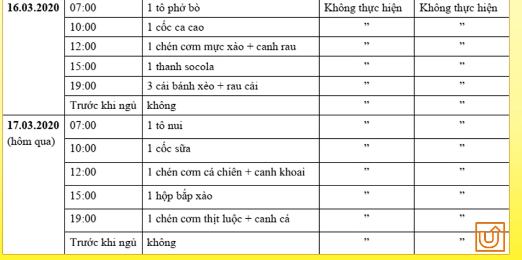 16.03.2020 07:00 1 tô phở bò Không thực hiện Không thực hiện
10:00 1 cốc ca cao ” ”
12:00 1 chén cơm mực xào + canh rau ” ”
15:00 1 thanh socola ” ”
19:00 3 cái bánh xèo + rau cải ” ”
Trước khi ngủ không ” ”
17.03.2020 07:00 1 tô nui ” ”
(hôm qua)
10:00 1 cốc sữa ” ”
12:00 1 chén cơm cá chiên + canh khoai ” ”
15:00 1 hộp bắp xào ” ”
19:00 1 chén cơm thịt luộc + canh cá ” ”
Trước khi ngủ không ” ”